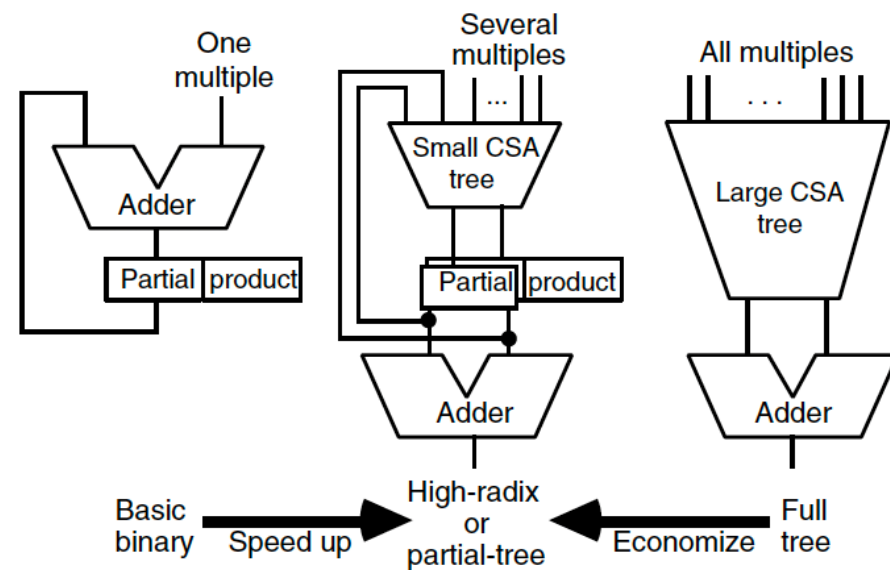 One
multiple
Adder
Partial product
Several
multiples
...
Small CSA
tree
Partial product
Adder
All multiples
. . .
Large CSA
tree
Adder
Basic
binary
Speed up
High-radix
or
partial-tree
Economize
Full
tree